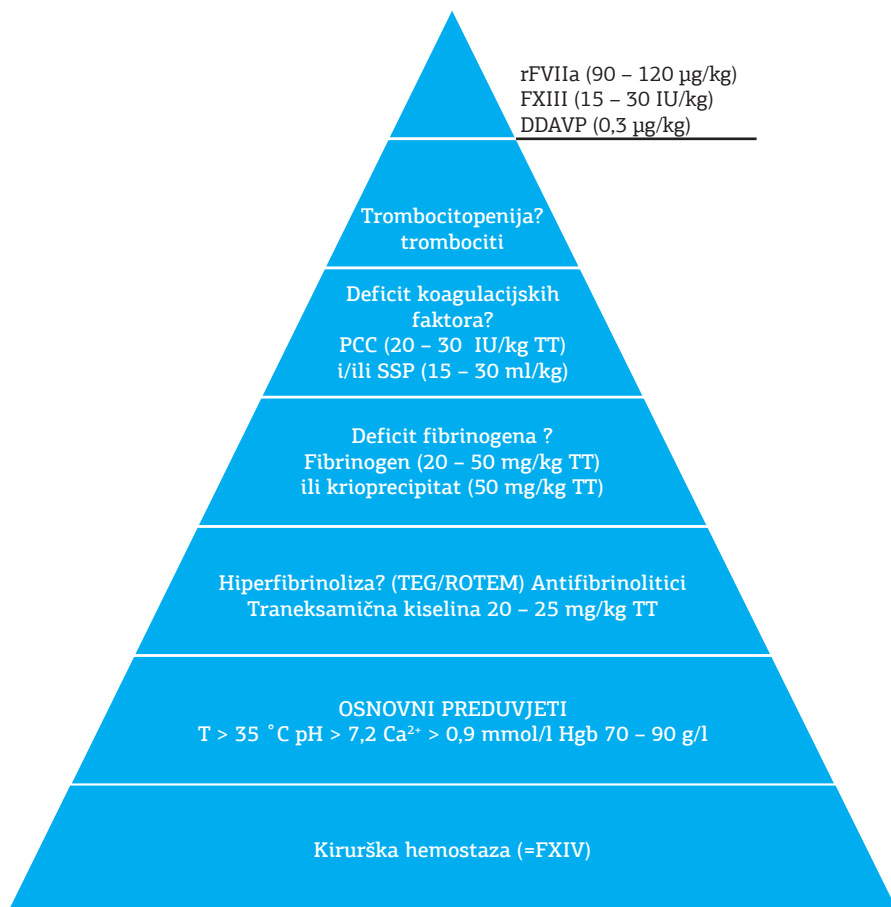 rFVIIa (90 – 120 µg/kg)
FXIII (15 – 30 IU/kg)
DDAVP (0,3 µg/kg)
Trombocitopenija?
trombociti
Deficit koagulacijskih
faktora?
PCC (20 – 30 IU/kg TT)
i/ili SSP (15 – 30 ml/kg)
Deficit fibrinogena ?
Fibrinogen (20 – 50 mg/kg TT)
ili krioprecipitat (50 mg/kg TT)
Hiperfibrinoliza? (TEG/ROTEM) Antifibrinolitici
Traneksamična kiselina 20 – 25 mg/kg TT
OSNOVNI PREDUVJETI
T > 35 ˚C pH > 7,2 Ca²⁺ > 0,9 mmol/l Hgb 70 – 90 g/l
Kirurška hemostaza (=FXIV)